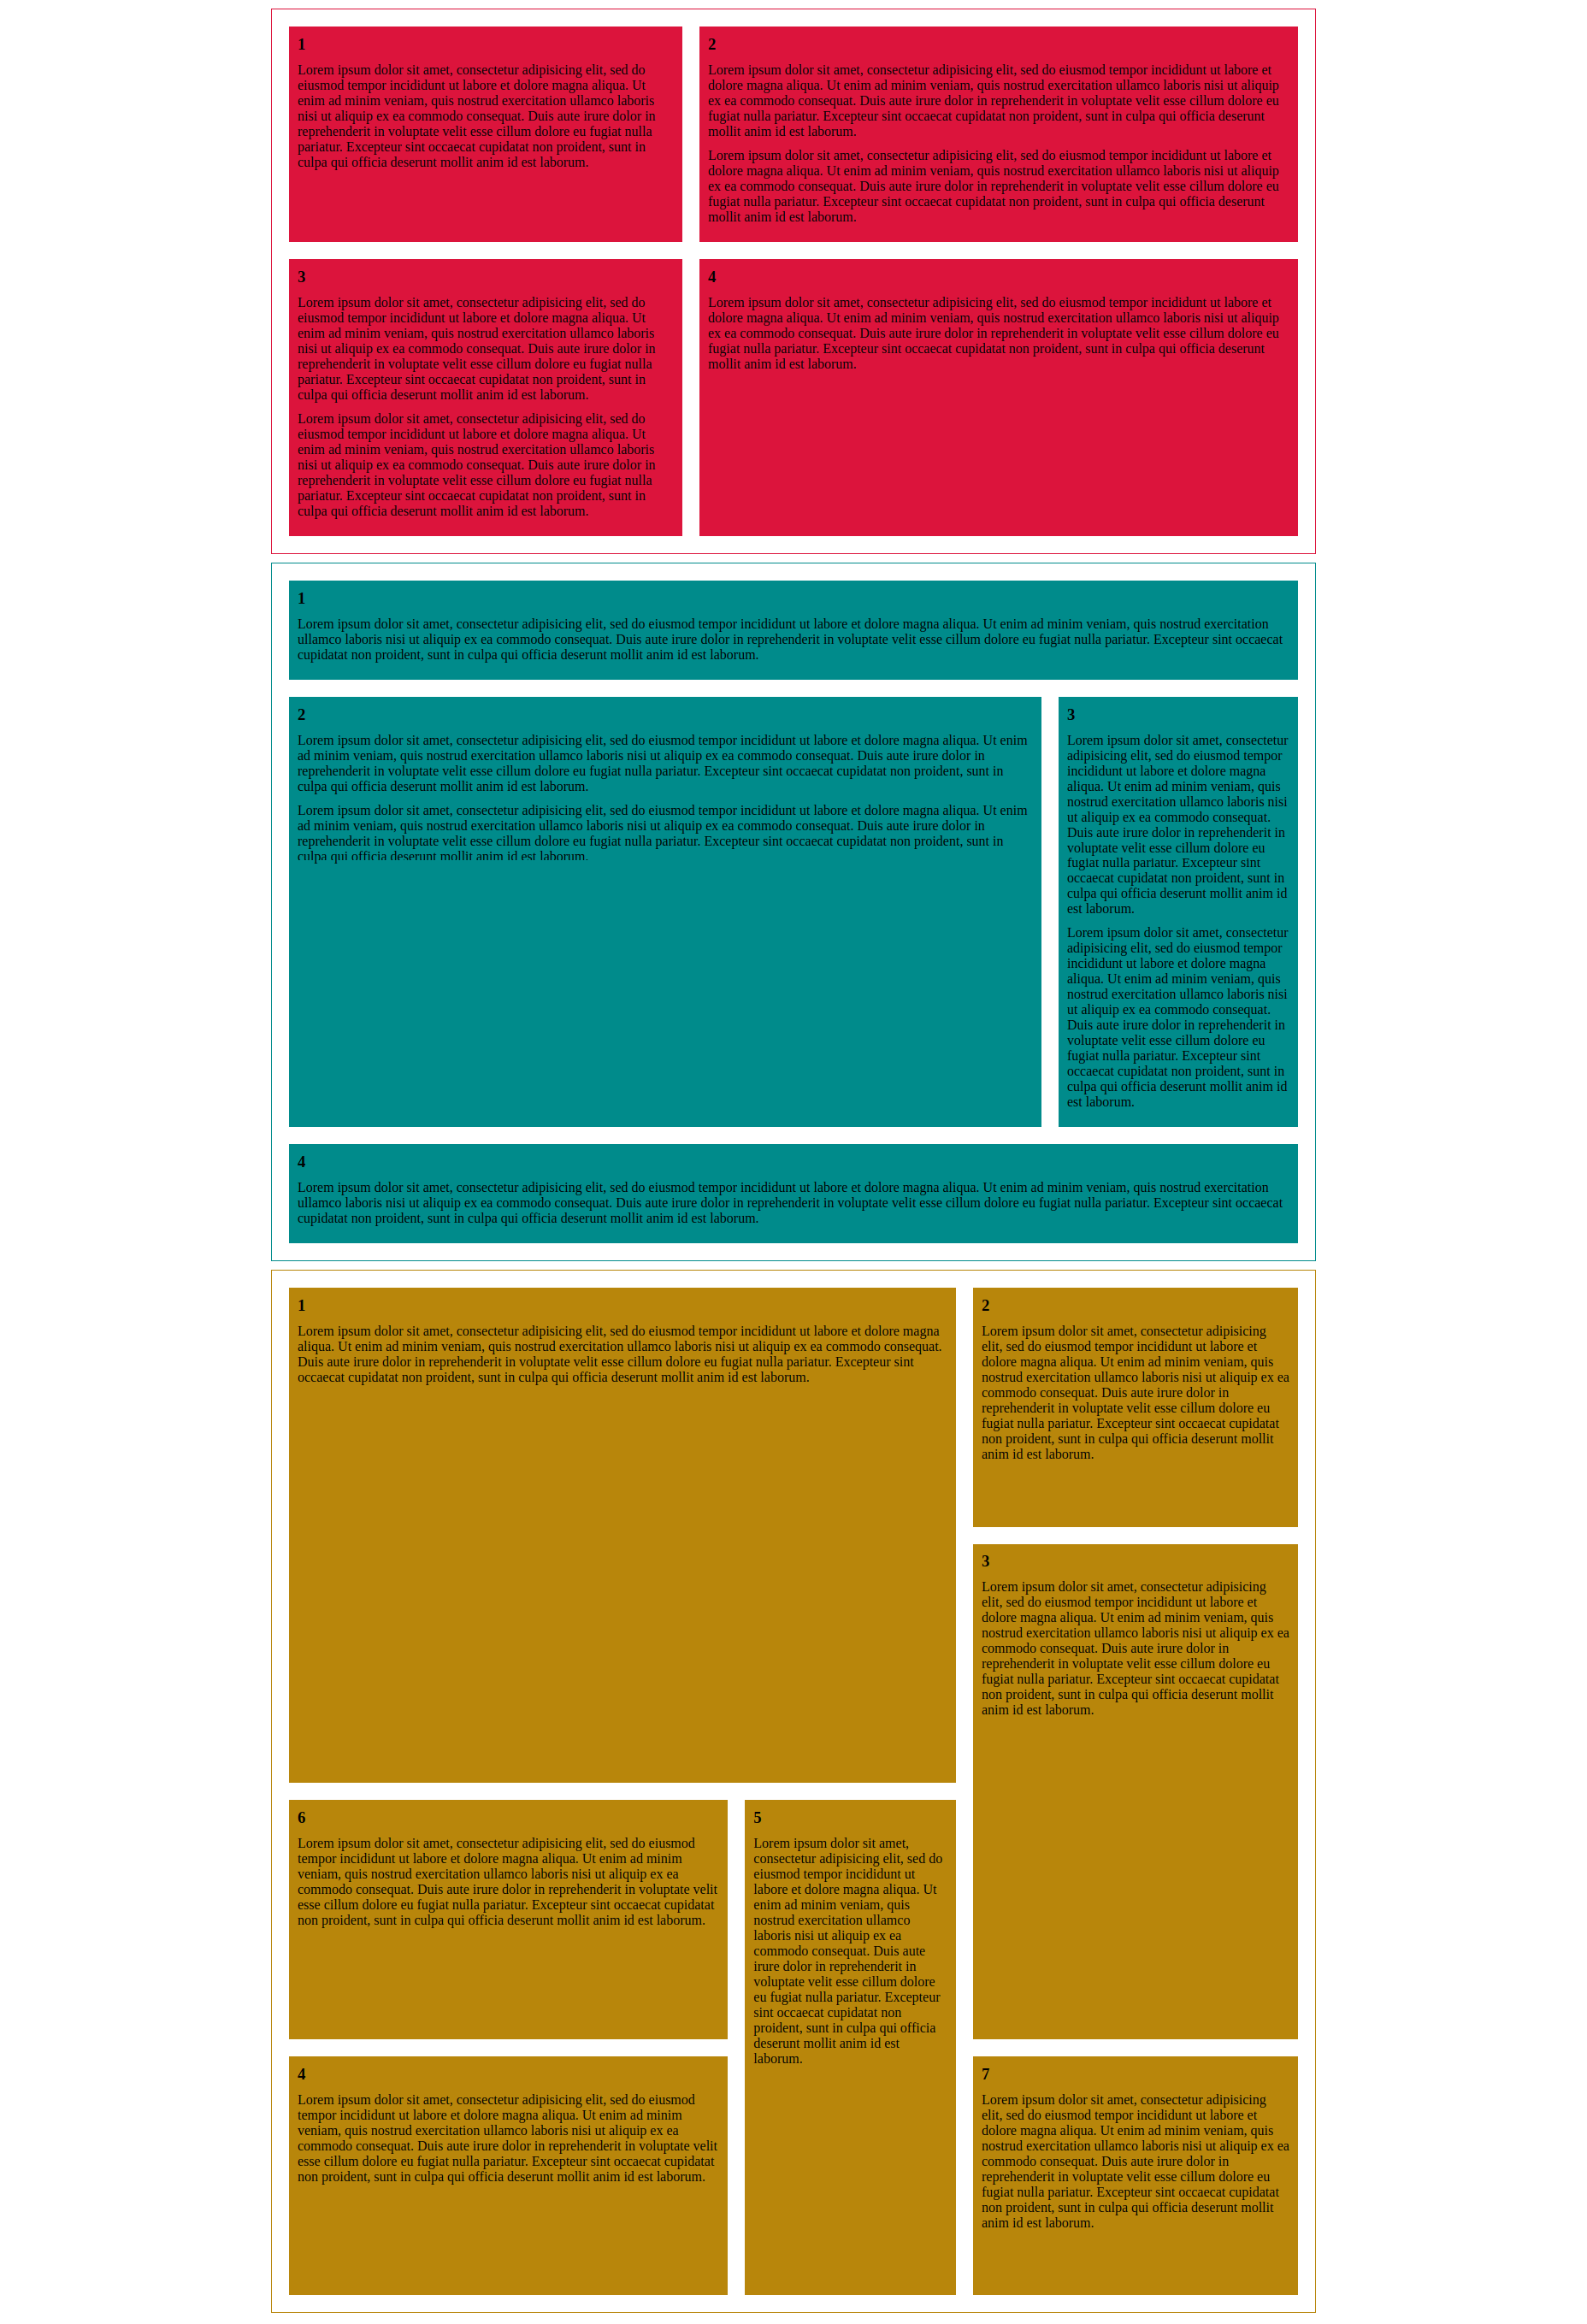 1
Lorem ipsum dolor sit amet, consectetur adipisicing elit, sed do
eiusmod tempor incididunt ut labore et dolore magna aliqua. Ut
enim ad minim veniam, quis nostrud exercitation ullamco laboris
nisi ut aliquip ex ea commodo consequat. Duis aute irure dolor in
reprehenderit in voluptate velit esse cillum dolore eu fugiat nulla
pariatur. Excepteur sint occaecat cupidatat non proident, sunt in
culpa qui officia deserunt mollit anim id est laborum.
2
Lorem ipsum dolor sit amet, consectetur adipisicing elit, sed do eiusmod tempor incididunt ut labore et
dolore magna aliqua. Ut enim ad minim veniam, quis nostrud exercitation ullamco laboris nisi ut aliquip
ex ea commodo consequat. Duis aute irure dolor in reprehenderit in voluptate velit esse cillum dolore eu
fugiat nulla pariatur. Excepteur sint occaecat cupidatat non proident, sunt in culpa qui officia deserunt
mollit anim id est laborum.
Lorem ipsum dolor sit amet, consectetur adipisicing elit, sed do eiusmod tempor incididunt ut labore et
dolore magna aliqua. Ut enim ad minim veniam, quis nostrud exercitation ullamco laboris nisi ut aliquip
ex ea commodo consequat. Duis aute irure dolor in reprehenderit in voluptate velit esse cillum dolore eu
fugiat nulla pariatur. Excepteur sint occaecat cupidatat non proident, sunt in culpa qui officia deserunt
mollit anim id est laborum.
3
Lorem ipsum dolor sit amet, consectetur adipisicing elit, sed do
eiusmod tempor incididunt ut labore et dolore magna aliqua. Ut
enim ad minim veniam, quis nostrud exercitation ullamco laboris
nisi ut aliquip ex ea commodo consequat. Duis aute irure dolor in
reprehenderit in voluptate velit esse cillum dolore eu fugiat nulla
pariatur. Excepteur sint occaecat cupidatat non proident, sunt in
culpa qui officia deserunt mollit anim id est laborum.
Lorem ipsum dolor sit amet, consectetur adipisicing elit, sed do
eiusmod tempor incididunt ut labore et dolore magna aliqua. Ut
enim ad minim veniam, quis nostrud exercitation ullamco laboris
nisi ut aliquip ex ea commodo consequat. Duis aute irure dolor in
reprehenderit in voluptate velit esse cillum dolore eu fugiat nulla
pariatur. Excepteur sint occaecat cupidatat non proident, sunt in
culpa qui officia deserunt mollit anim id est laborum.
4
Lorem ipsum dolor sit amet, consectetur adipisicing elit, sed do eiusmod tempor incididunt ut labore et
dolore magna aliqua. Ut enim ad minim veniam, quis nostrud exercitation ullamco laboris nisi ut aliquip
ex ea commodo consequat. Duis aute irure dolor in reprehenderit in voluptate velit esse cillum dolore eu
fugiat nulla pariatur. Excepteur sint occaecat cupidatat non proident, sunt in culpa qui officia deserunt
mollit anim id est laborum.
1
Lorem ipsum dolor sit amet, consectetur adipisicing elit, sed do eiusmod tempor incididunt ut labore et dolore magna aliqua. Ut enim ad minim veniam, quis nostrud exercitation
ullamco laboris nisi ut aliquip ex ea commodo consequat. Duis aute irure dolor in reprehenderit in voluptate velit esse cillum dolore eu fugiat nulla pariatur. Excepteur sint occaecat
cupidatat non proident, sunt in culpa qui officia deserunt mollit anim id est laborum.
2
Lorem ipsum dolor sit amet, consectetur adipisicing elit, sed do eiusmod tempor incididunt ut labore et dolore magna aliqua. Ut enim
ad minim veniam, quis nostrud exercitation ullamco laboris nisi ut aliquip ex ea commodo consequat. Duis aute irure dolor in
reprehenderit in voluptate velit esse cillum dolore eu fugiat nulla pariatur. Excepteur sint occaecat cupidatat non proident, sunt in
culpa qui officia deserunt mollit anim id est laborum.
Lorem ipsum dolor sit amet, consectetur adipisicing elit, sed do eiusmod tempor incididunt ut labore et dolore magna aliqua. Ut enim
ad minim veniam, quis nostrud exercitation ullamco laboris nisi ut aliquip ex ea commodo consequat. Duis aute irure dolor in
reprehenderit in voluptate velit esse cillum dolore eu fugiat nulla pariatur. Excepteur sint occaecat cupidatat non proident, sunt in
culpa qui officia deserunt mollit anim id est laborum.
3
Lorem ipsum dolor sit amet, consectetur
adipisicing elit, sed do eiusmod tempor
incididunt ut labore et dolore magna
aliqua. Ut enim ad minim veniam, quis
nostrud exercitation ullamco laboris nisi
ut aliquip ex ea commodo consequat.
Duis aute irure dolor in reprehenderit in
voluptate velit esse cillum dolore eu
fugiat nulla pariatur. Excepteur sint
occaecat cupidatat non proident, sunt in
culpa qui officia deserunt mollit anim id
est laborum.
Lorem ipsum dolor sit amet, consectetur
adipisicing elit, sed do eiusmod tempor
incididunt ut labore et dolore magna
aliqua. Ut enim ad minim veniam, quis
nostrud exercitation ullamco laboris nisi
ut aliquip ex ea commodo consequat.
Duis aute irure dolor in reprehenderit in
voluptate velit esse cillum dolore eu
fugiat nulla pariatur. Excepteur sint
occaecat cupidatat non proident, sunt in
culpa qui officia deserunt mollit anim id
est laborum.
4
Lorem ipsum dolor sit amet, consectetur adipisicing elit, sed do eiusmod tempor incididunt ut labore et dolore magna aliqua. Ut enim ad minim veniam, quis nostrud exercitation
ullamco laboris nisi ut aliquip ex ea commodo consequat. Duis aute irure dolor in reprehenderit in voluptate velit esse cillum dolore eu fugiat nulla pariatur. Excepteur sint occaecat
cupidatat non proident, sunt in culpa qui officia deserunt mollit anim id est laborum.
1
Lorem ipsum dolor sit amet, consectetur adipisicing elit, sed do eiusmod tempor incididunt ut labore et dolore magna
aliqua. Ut enim ad minim veniam, quis nostrud exercitation ullamco laboris nisi ut aliquip ex ea commodo consequat.
Duis aute irure dolor in reprehenderit in voluptate velit esse cillum dolore eu fugiat nulla pariatur. Excepteur sint
occaecat cupidatat non proident, sunt in culpa qui officia deserunt mollit anim id est laborum.
2
Lorem ipsum dolor sit amet, consectetur adipisicing
elit, sed do eiusmod tempor incididunt ut labore et
dolore magna aliqua. Ut enim ad minim veniam, quis
nostrud exercitation ullamco laboris nisi ut aliquip ex ea
commodo consequat. Duis aute irure dolor in
reprehenderit in voluptate velit esse cillum dolore eu
fugiat nulla pariatur. Excepteur sint occaecat cupidatat
non proident, sunt in culpa qui officia deserunt mollit
anim id est laborum.
3
Lorem ipsum dolor sit amet, consectetur adipisicing
elit, sed do eiusmod tempor incididunt ut labore et
dolore magna aliqua. Ut enim ad minim veniam, quis
nostrud exercitation ullamco laboris nisi ut aliquip ex ea
commodo consequat. Duis aute irure dolor in
reprehenderit in voluptate velit esse cillum dolore eu
fugiat nulla pariatur. Excepteur sint occaecat cupidatat
non proident, sunt in culpa qui officia deserunt mollit
anim id est laborum.
6
Lorem ipsum dolor sit amet, consectetur adipisicing elit, sed do eiusmod
tempor incididunt ut labore et dolore magna aliqua. Ut enim ad minim
veniam, quis nostrud exercitation ullamco laboris nisi ut aliquip ex ea
commodo consequat. Duis aute irure dolor in reprehenderit in voluptate velit
esse cillum dolore eu fugiat nulla pariatur. Excepteur sint occaecat cupidatat
non proident, sunt in culpa qui officia deserunt mollit anim id est laborum.
5
Lorem ipsum dolor sit amet,
consectetur adipisicing elit, sed do
eiusmod tempor incididunt ut
labore et dolore magna aliqua. Ut
enim ad minim veniam, quis
nostrud exercitation ullamco
laboris nisi ut aliquip ex ea
commodo consequat. Duis aute
irure dolor in reprehenderit in
voluptate velit esse cillum dolore
eu fugiat nulla pariatur. Excepteur
sint occaecat cupidatat non
proident, sunt in culpa qui officia
deserunt mollit anim id est
laborum.
4
Lorem ipsum dolor sit amet, consectetur adipisicing elit, sed do eiusmod
tempor incididunt ut labore et dolore magna aliqua. Ut enim ad minim
veniam, quis nostrud exercitation ullamco laboris nisi ut aliquip ex ea
commodo consequat. Duis aute irure dolor in reprehenderit in voluptate velit
esse cillum dolore eu fugiat nulla pariatur. Excepteur sint occaecat cupidatat
non proident, sunt in culpa qui officia deserunt mollit anim id est laborum.
7
Lorem ipsum dolor sit amet, consectetur adipisicing
elit, sed do eiusmod tempor incididunt ut labore et
dolore magna aliqua. Ut enim ad minim veniam, quis
nostrud exercitation ullamco laboris nisi ut aliquip ex ea
commodo consequat. Duis aute irure dolor in
reprehenderit in voluptate velit esse cillum dolore eu
fugiat nulla pariatur. Excepteur sint occaecat cupidatat
non proident, sunt in culpa qui officia deserunt mollit
anim id est laborum.